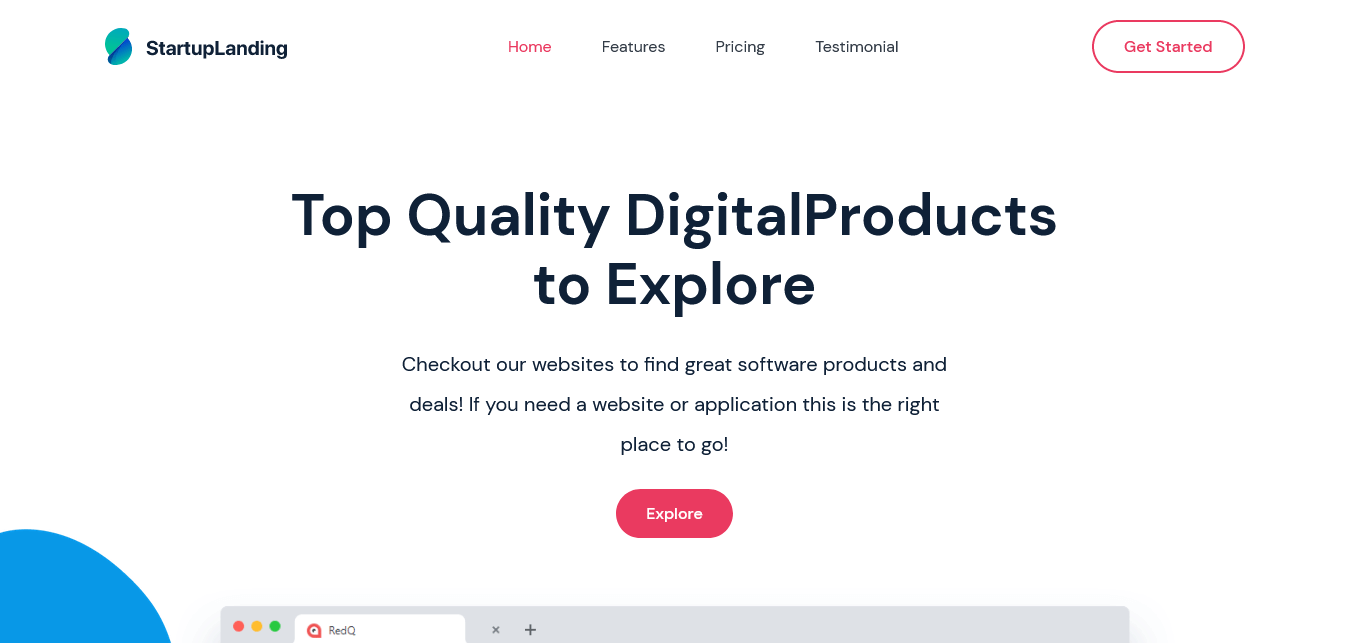 StartupLanding
Home Features Pricing Testimonial
Get Started
Top Quality DigitalProducts
to Explore
Checkout our websites to find great software products and
deals! If you need a website or application this is the right
place to go!
Explore
RedQ